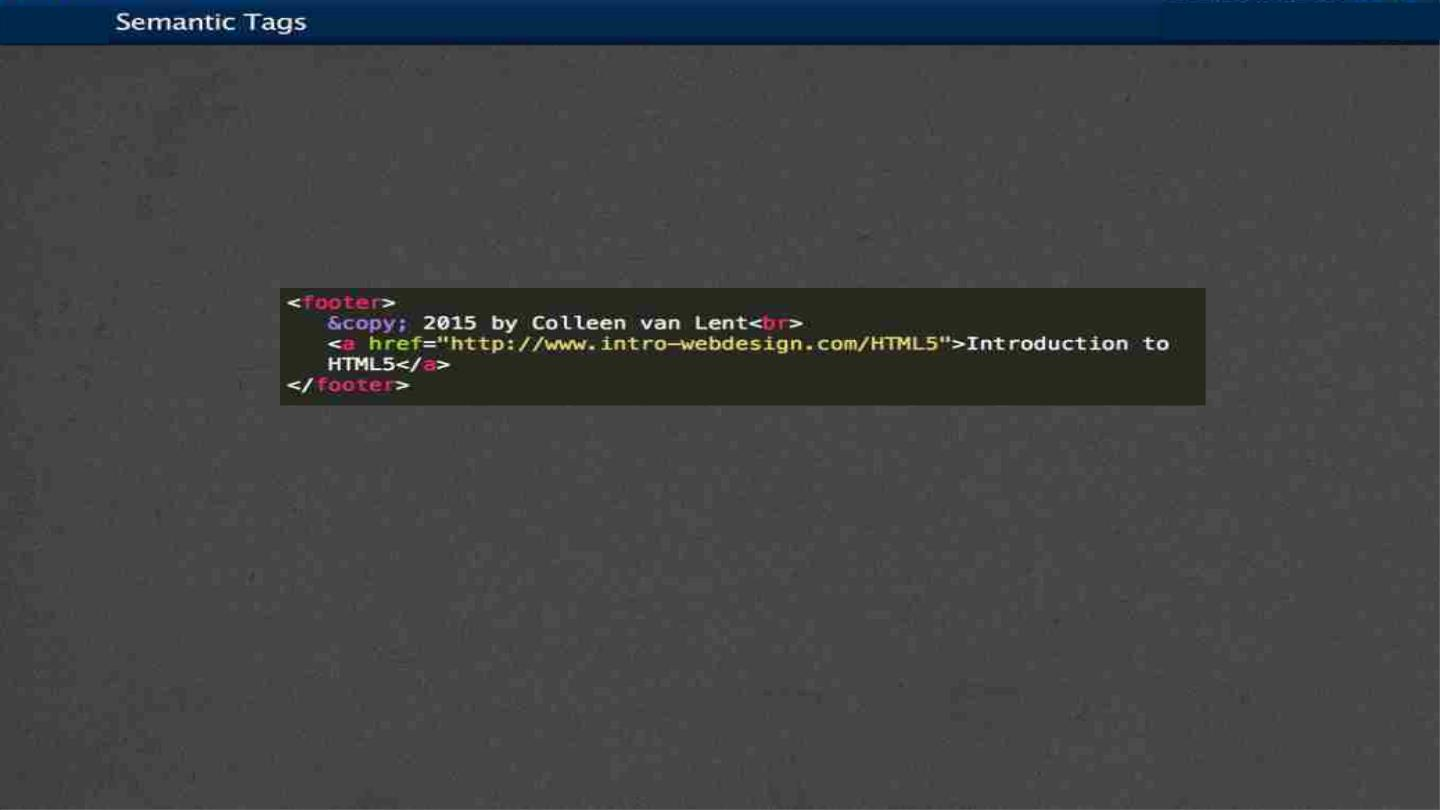 Semantic Tags
<footer>
&copy; 2015 by Colleen van Lent<br>
<a href="http://www.intro-webdesign.com/HTML5">Introduction to
HTML5</a>
</footer>